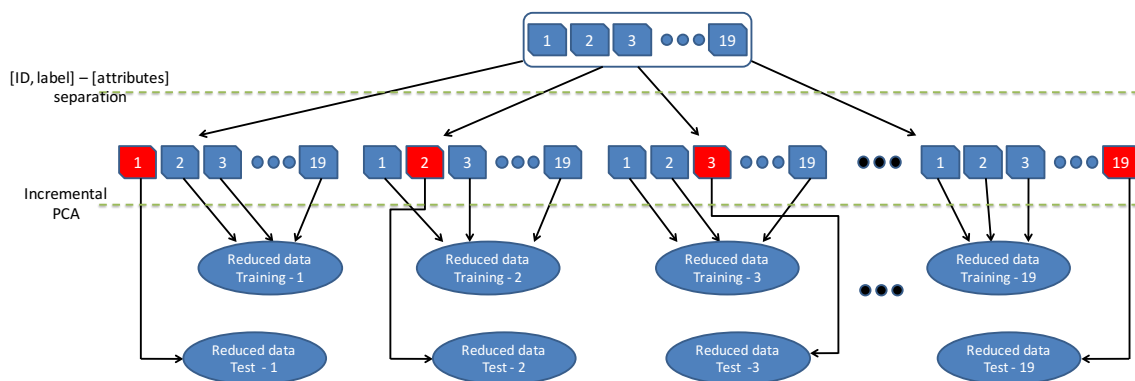 1 2 3 19
[ID, label] – [attributes]
separation
1 2 3 19 1 2 3 19 1 2 3 19 1 2 3 19
Incremental
PCA
Reduced data
Training - 1
Reduced data
Training - 2
Reduced data
Training - 3
Reduced data
Training - 19
Reduced data
Test - 1
Reduced data
Test - 2
Reduced data
Test -3
Reduced data
Test - 19